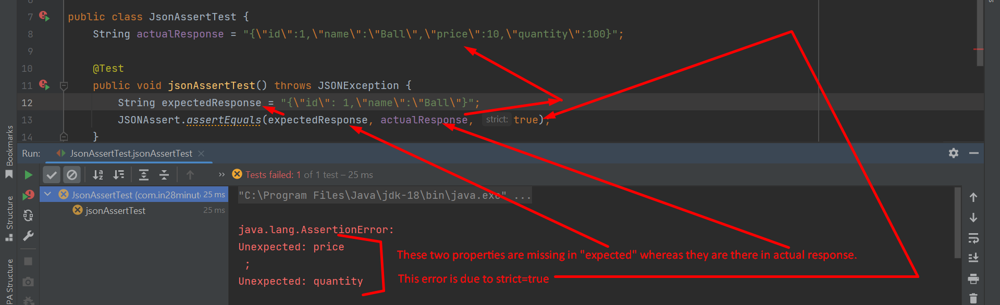 7 public class JsonAssertTest {
8 String actualResponse = "{\"id\":1,\"name\":\"Ball\",\"price\":10,\"quantity\":100}";
9
10 @Test
11 public void jsonAssertTest() throws JSONException {
12 String expectedResponse = "{\"id\": 1,\"name\":\"Ball\"}";
13 JSONAssert.assertEquals(expectedResponse, actualResponse, strict: true);
14 }
Bookmarks
Structure
PA Structure
Run: JsonAssertTest.jsonAssertTest
Tests failed: 1 of 1 test – 25 ms
JsonAssertTest (com.in28minut 25 ms
jsonAssertTest 25 ms
"C:\Program Files\Java\jdk-18\bin\java.exe" ...
java.lang.AssertionError:
Unexpected: price
;
Unexpected: quantity
These two properties are missing in "expected" whereas they are there in actual response.
This error is due to strict=true